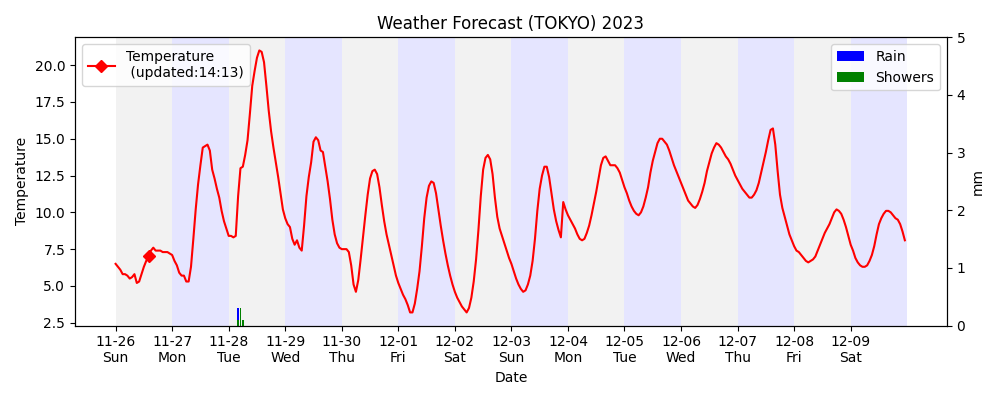 Weather Forecast (TOKYO) 2023
Temperature
(updated:14:13)
Rain
Showers
Temperature
20.0
17.5
15.0
12.5
10.0
7.5
5.0
2.5
5
4
3
2
1
0
mm
11-26 11-27 11-28 11-29 11-30 12-01 12-02 12-03 12-04 12-05 12-06 12-07 12-08 12-09
Sun Mon Tue Wed Thu Fri Sat Sun Mon Tue Wed Thu Fri Sat
Date